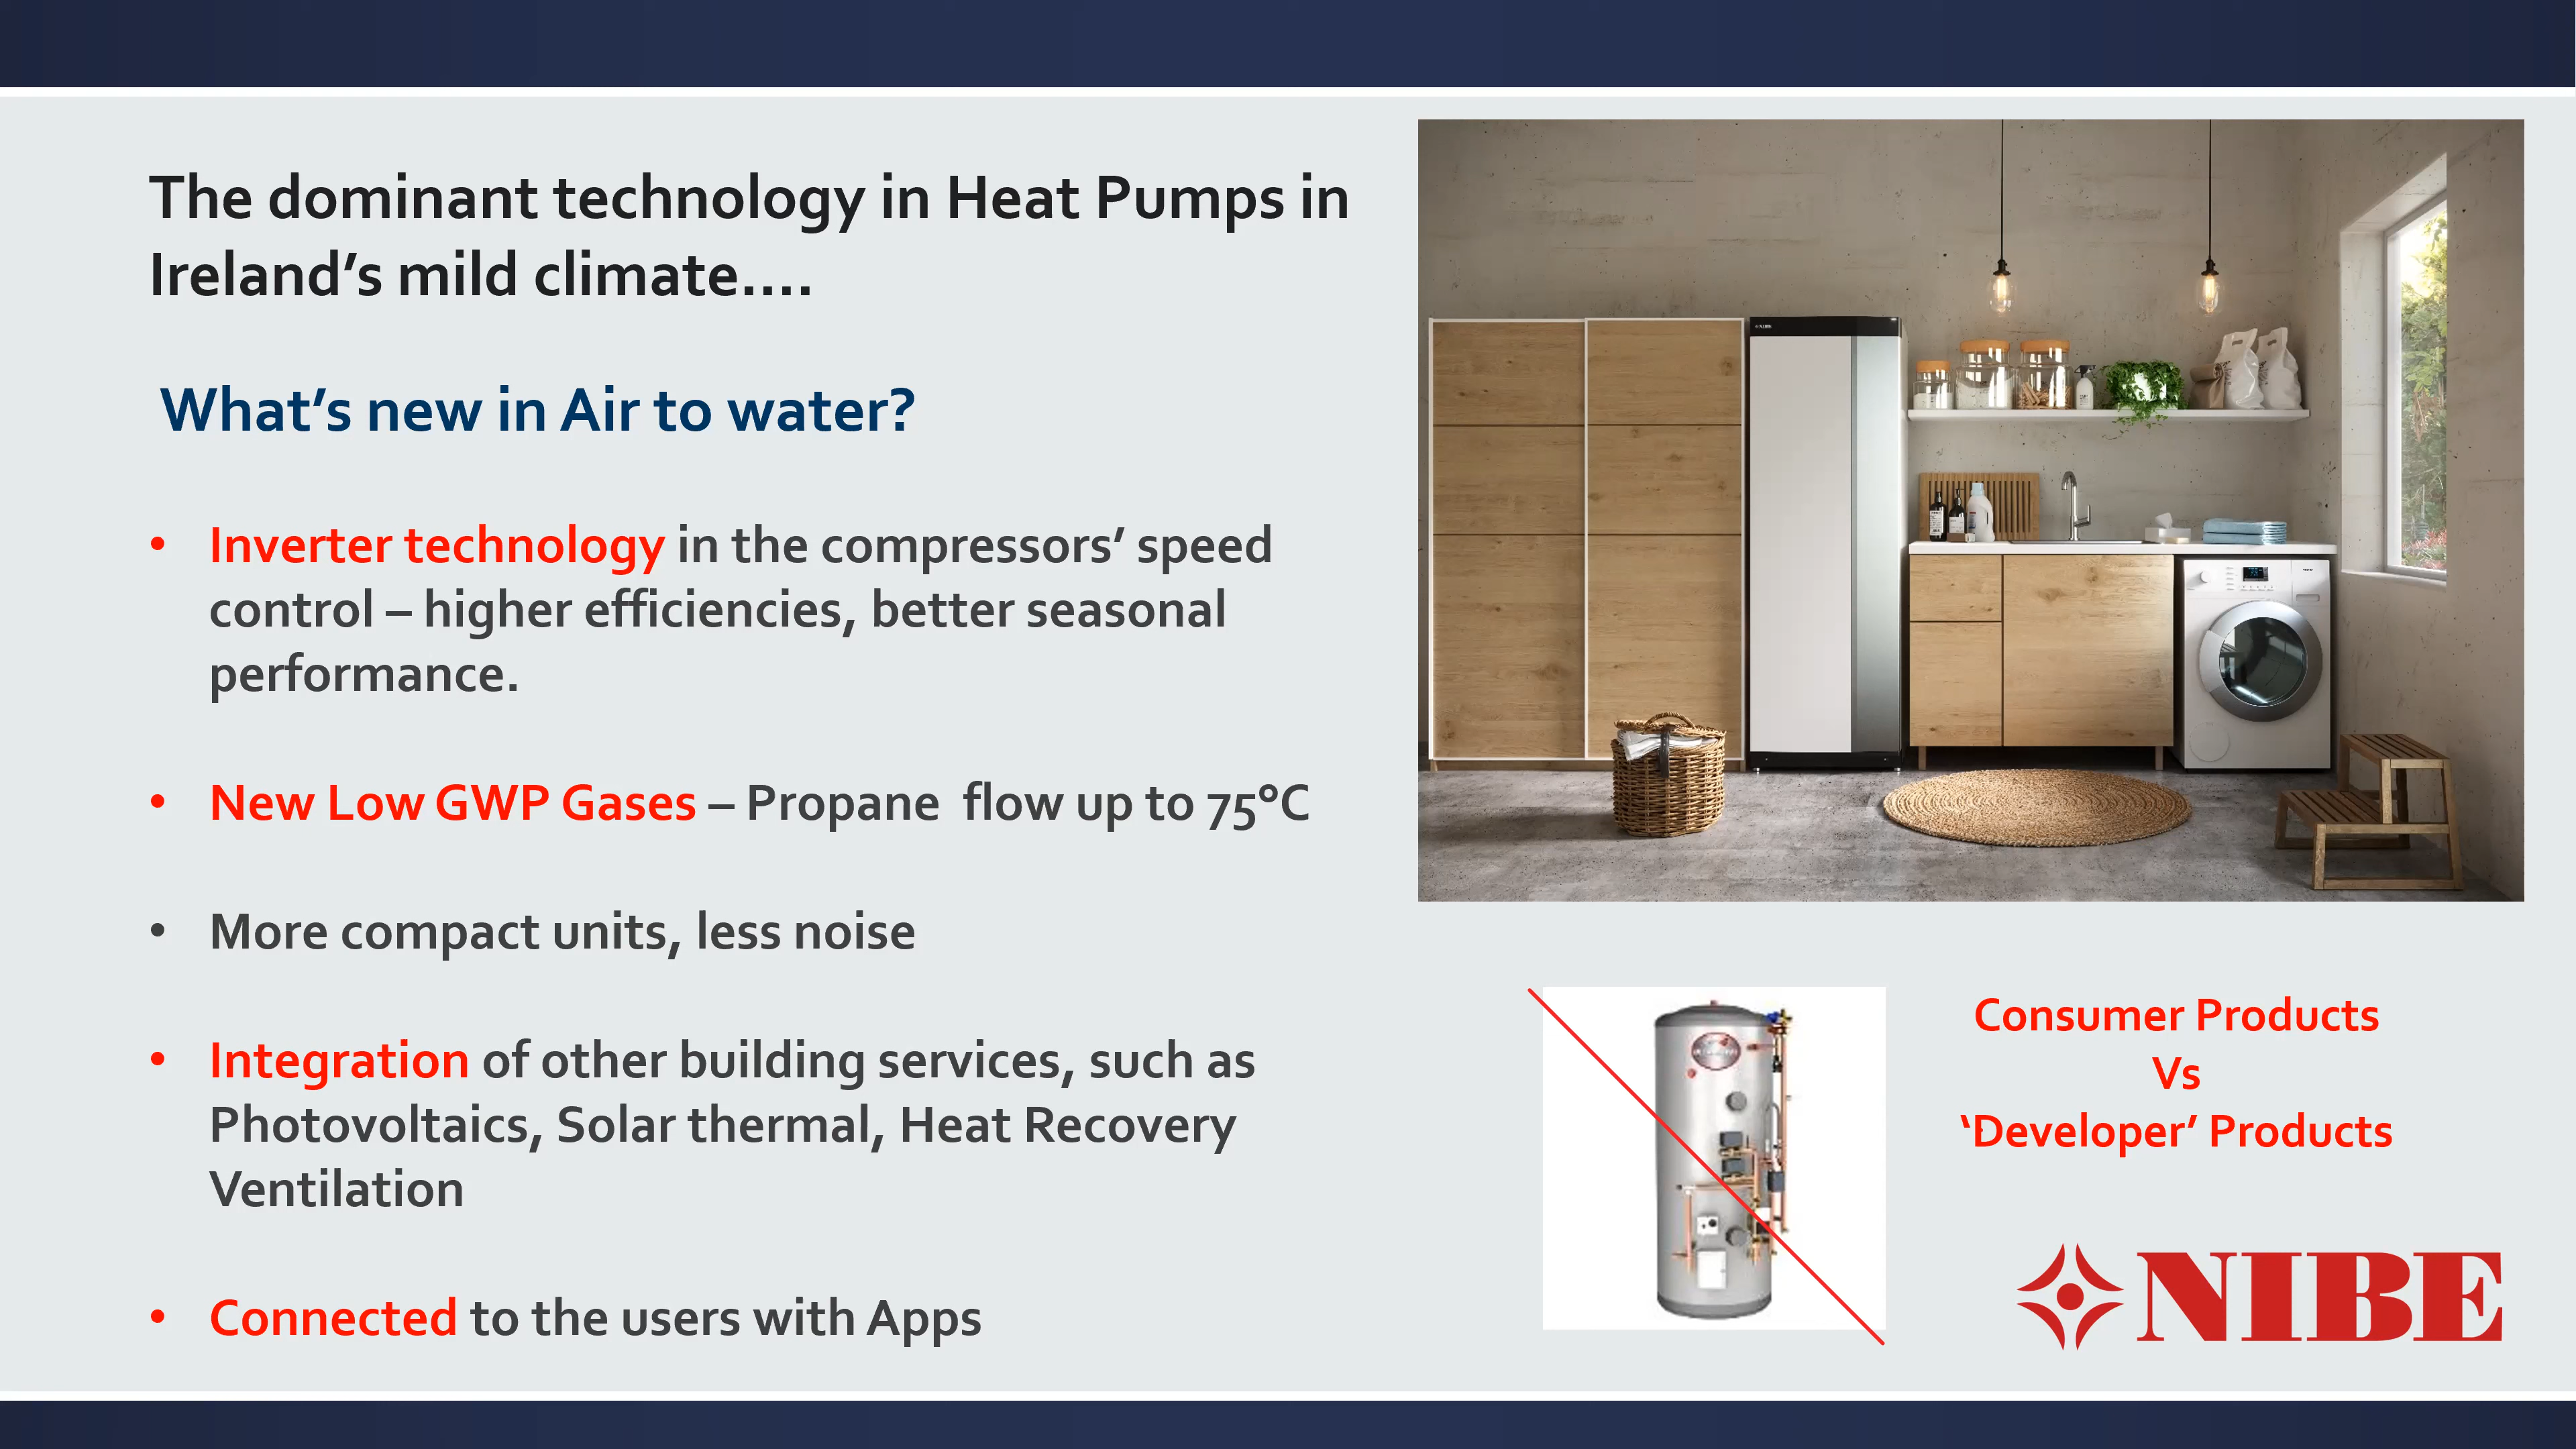 The dominant technology in Heat Pumps in
Ireland’s mild climate….
What’s new in Air to water?
• Inverter technology in the compressors’ speed
control – higher efficiencies, better seasonal
performance.
• New Low GWP Gases – Propane  flow up to 75°C
• More compact units, less noise
• Integration of other building services, such as
Photovoltaics, Solar thermal, Heat Recovery
Ventilation
• Connected to the users with Apps
NIBE
Consumer Products
Vs
‘Developer’ Products
NIBE